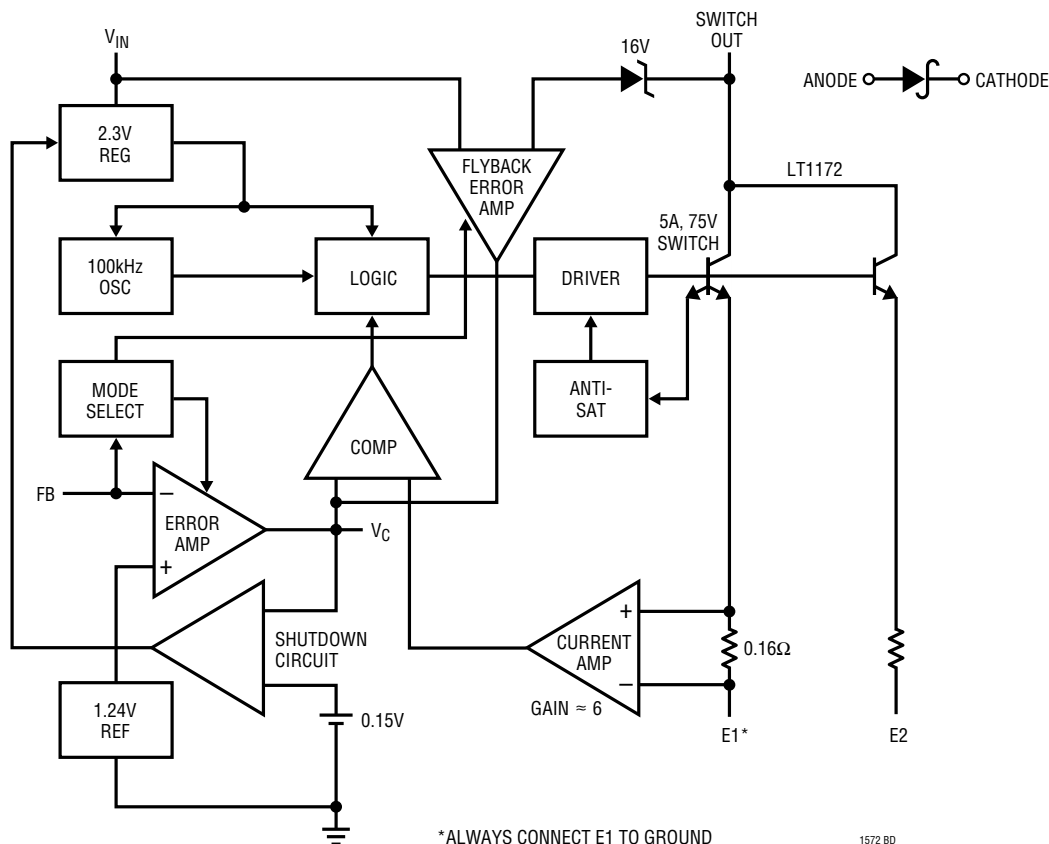 V_IN
SWITCH
OUT
16V
ANODE
CATHODE
2.3V
REG
FLYBACK
ERROR
AMP
LT1172
5A, 75V
SWITCH
100kHz
OSC
LOGIC
DRIVER
MODE
SELECT
ANTI-
SAT
COMP
FB
−
ERROR
AMP
+
V_C
SHUTDOWN
CIRCUIT
+
CURRENT
AMP
−
0.16Ω
GAIN ≈ 6
1.24V
REF
0.15V
E1*
E2
*ALWAYS CONNECT E1 TO GROUND
1572 BD